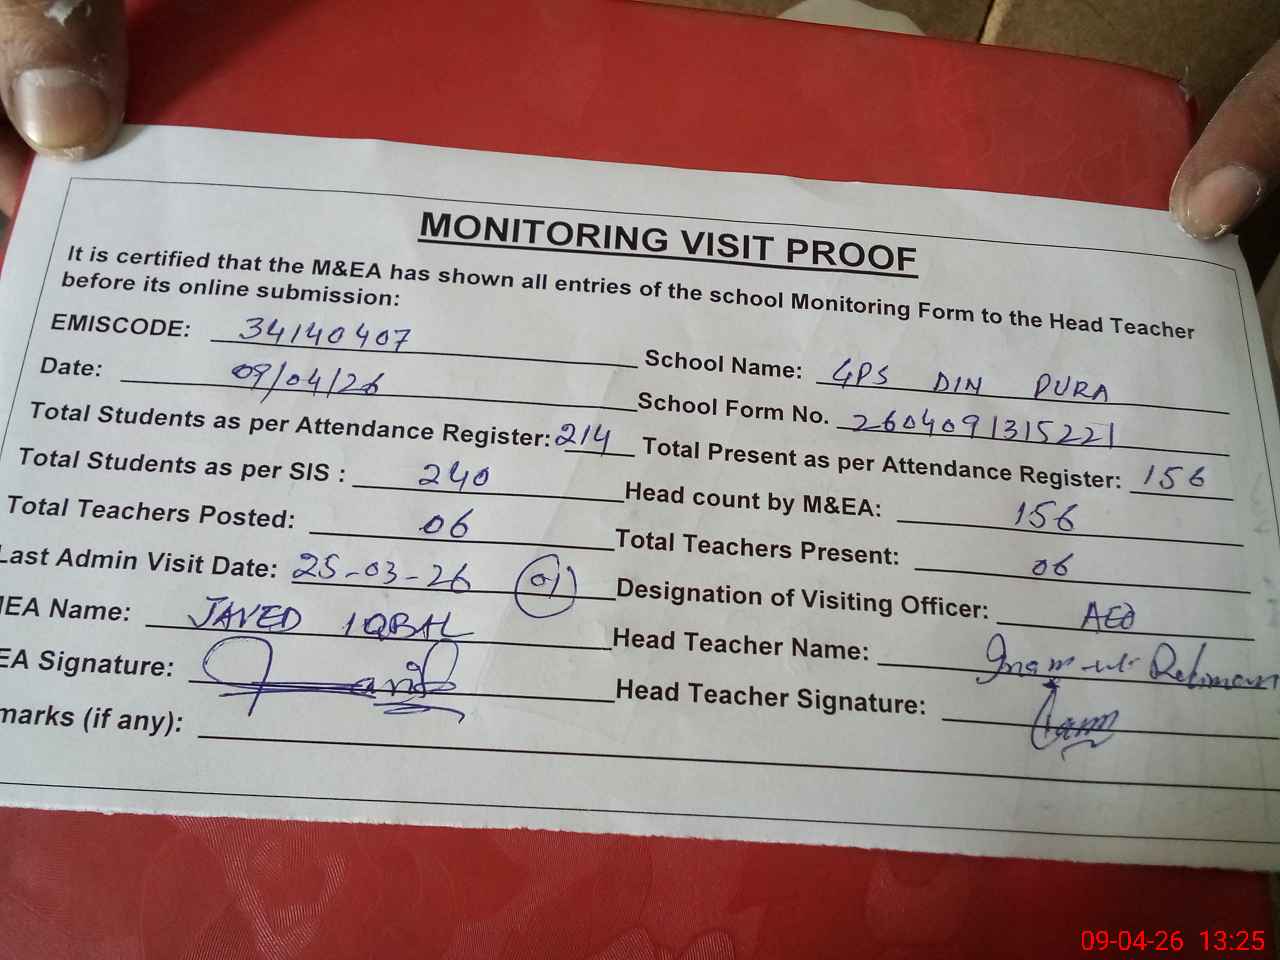 MONITORING VISIT PROOF
It is certified that the M&EA has shown all entries of the school Monitoring Form to the Head Teacher
before its online submission:
EMISCODE: 34140407 School Name: GPS DIN PURA
Date: 09/04/26 School Form No. 2604091315221
Total Students as per Attendance Register: 214 Total Present as per Attendance Register: 156
Total Students as per SIS : 240 Head count by M&EA: 156
Total Teachers Posted: 06 Total Teachers Present: 06
Last Admin Visit Date: 25-03-26 01 Designation of Visiting Officer: AEO
EA Name: JAVED IQBAL Head Teacher Name: Inam ul Rehman
EA Signature: Head Teacher Signature:
marks (if any):
09-04-26 13:25